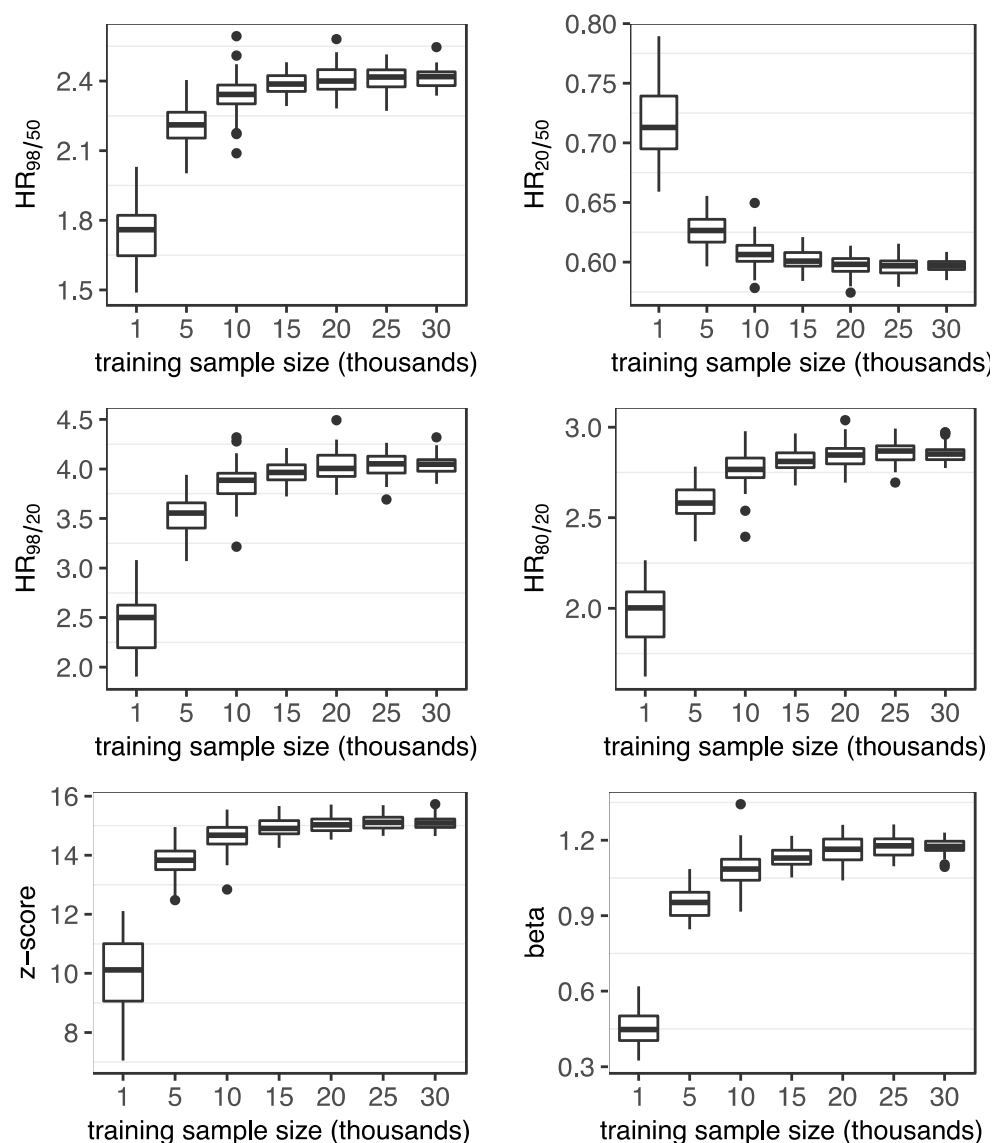 HR98/50
2.4
2.1
1.8
1.5
1 5 10 15 20 25 30
training sample size (thousands)
HR20/50
0.80
0.75
0.70
0.65
0.60
1 5 10 15 20 25 30
training sample size (thousands)
HR98/20
4.5
4.0
3.5
3.0
2.5
2.0
1 5 10 15 20 25 30
training sample size (thousands)
HR80/20
3.0
2.5
2.0
1 5 10 15 20 25 30
training sample size (thousands)
z−score
16
14
12
10
8
1 5 10 15 20 25 30
training sample size (thousands)
beta
1.2
0.9
0.6
0.3
1 5 10 15 20 25 30
training sample size (thousands)